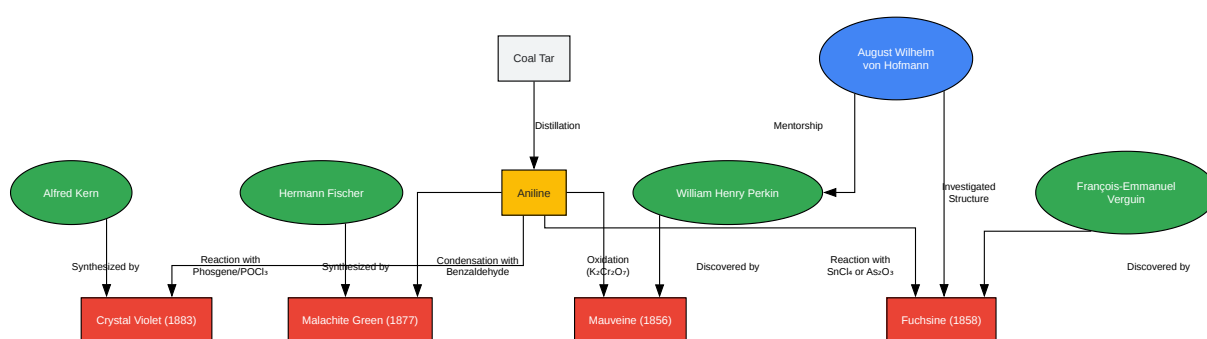 August Wilhelm
von Hofmann
Coal Tar
Distillation
Mentorship
Alfred Kern
Hermann Fischer
Aniline
William Henry Perkin
Investigated
Structure
François-Emmanuel
Verguin
Synthesized by
Reaction with
Phosgene/POCl₃
Synthesized by
Condensation with
Benzaldehyde
Oxidation
(K₂Cr₂O₇)
Discovered by
Reaction with
SnCl₄ or As₂O₃
Discovered by
Crystal Violet (1883)
Malachite Green (1877)
Mauveine (1856)
Fuchsine (1858)